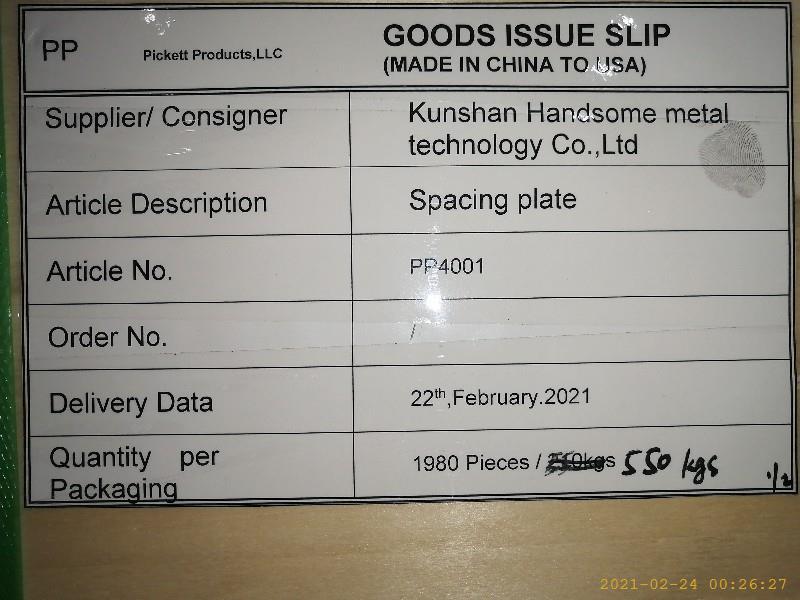 PP Pickett Products,LLC GOODS ISSUE SLIP
(MADE IN CHINA TO USA)
Supplier/ Consigner Kunshan Handsome metal
technology Co.,Ltd
Article Description Spacing plate
Article No. PP4001
Order No. /
Delivery Data 22th,February.2021
Quantity per 1980 Pieces / 550 kgs
Packaging
1/2
2021-02-24 00:26:27